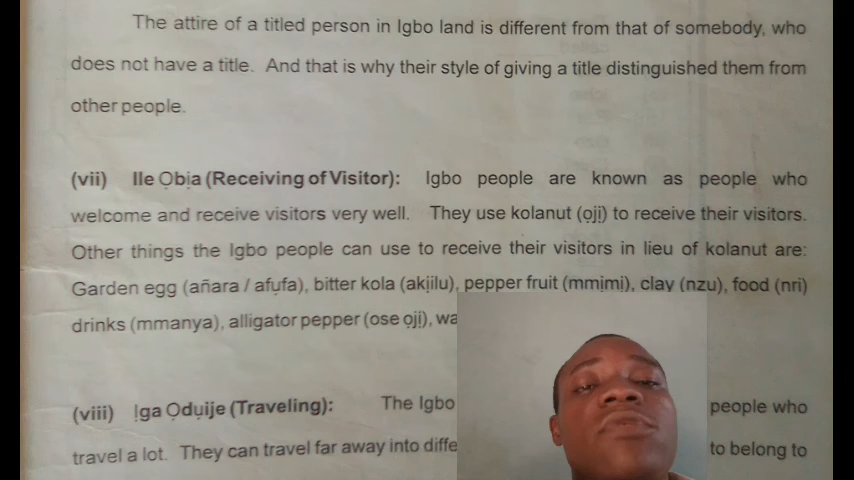 The attire of a titled person in Igbo land is different from that of somebody, who
does not have a title. And that is why their style of giving a title distinguished them from
other people.
(vii) Ile Ọbịa (Receiving of Visitor): Igbo people are known as people who
welcome and receive visitors very well. They use kolanut (ọjị) to receive their visitors.
Other things the Igbo people can use to receive their visitors in lieu of kolanut are:
Garden egg (añara / afụfa), bitter kola (akịilu), pepper fruit (mmịmị), clay (nzu), food (nri)
drinks (mmanya), alligator pepper (ose ọjị),
(viii) Ịga Ọdụije (Traveling): The Igbo people who
travel a lot. They can travel far away into to belong to